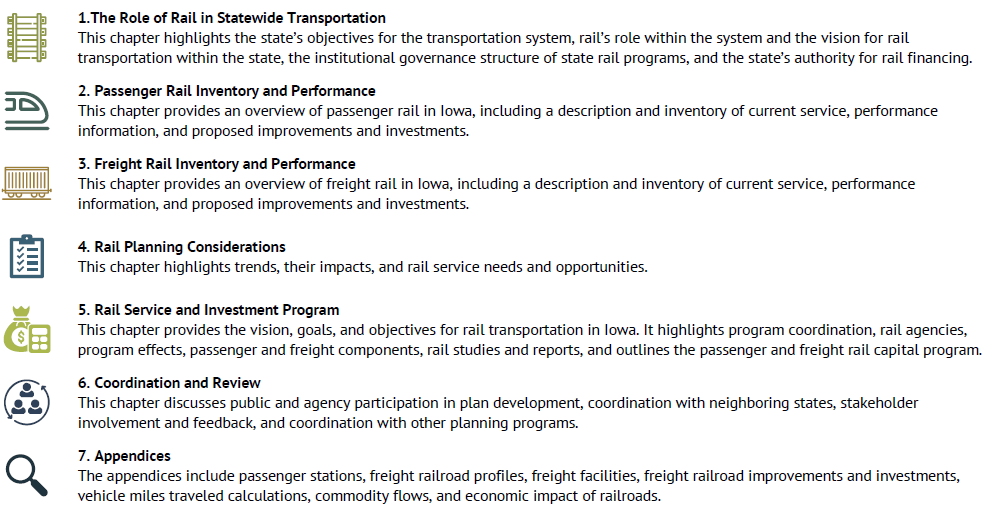 1.The Role of Rail in Statewide Transportation
This chapter highlights the state's objectives for the transportation system, rail's role within the system and the vision for rail
transportation within the state, the institutional governance structure of state rail programs, and the state's authority for rail financing.
2. Passenger Rail Inventory and Performance
This chapter provides an overview of passenger rail in Iowa, including a description and inventory of current service, performance
information, and proposed improvements and investments.
3. Freight Rail Inventory and Performance
This chapter provides an overview of freight rail in Iowa, including a description and inventory of current service, performance
information, and proposed improvements and investments.
4. Rail Planning Considerations
This chapter highlights trends, their impacts, and rail service needs and opportunities.
5. Rail Service and Investment Program
This chapter provides the vision, goals, and objectives for rail transportation in Iowa. It highlights program coordination, rail agencies,
program effects, passenger and freight components, rail studies and reports, and outlines the passenger and freight rail capital program.
6. Coordination and Review
This chapter discusses public and agency participation in plan development, coordination with neighboring states, stakeholder
involvement and feedback, and coordination with other planning programs.
7. Appendices
The appendices include passenger stations, freight railroad profiles, freight facilities, freight railroad improvements and investments,
vehicle miles traveled calculations, commodity flows, and economic impact of railroads.